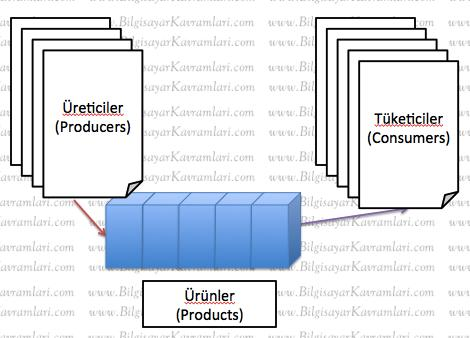 Üreticiler
(Producers)
Tüketiciler
(Consumers)
Ürünler
(Products)
www.BilgisayarKavramlari.com